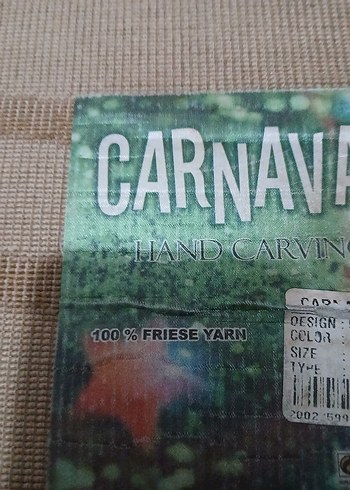 CARNAVA
HAND CARVING
100 % FRIESE YARN
DESIGN :
COLOR :
SIZE :
TYPE :